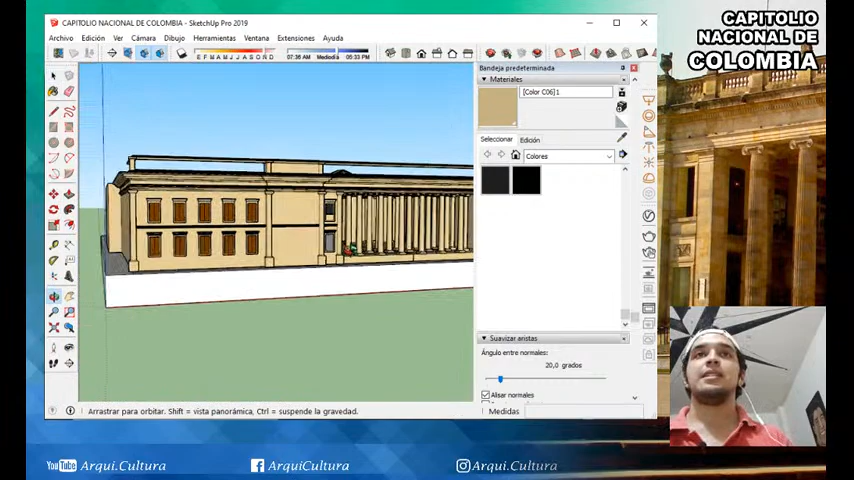 CAPITOLIO NACIONAL DE COLOMBIA - SketchUp Pro 2019
Archivo Edición Ver Cámara Dibujo Herramientas Ventana Extensiones Ayuda
E F M A M J J A S O N D
07:36 AM Mediodía 05:33 PM
Bandeja predeterminada
Materiales
[Color C06]1
Seleccionar Edición
Colores
Suavizar aristas
Ángulo entre normales:
20,0 grados
Alisar normales
Arrastrar para orbitar. Shift = vista panorámica, Ctrl = suspende la gravedad.
Medidas
CAPITOLIO
NACIONAL DE
COLOMBIA
YouTube Arqui.Cultura
ArquiCultura
Arqui.Cultura